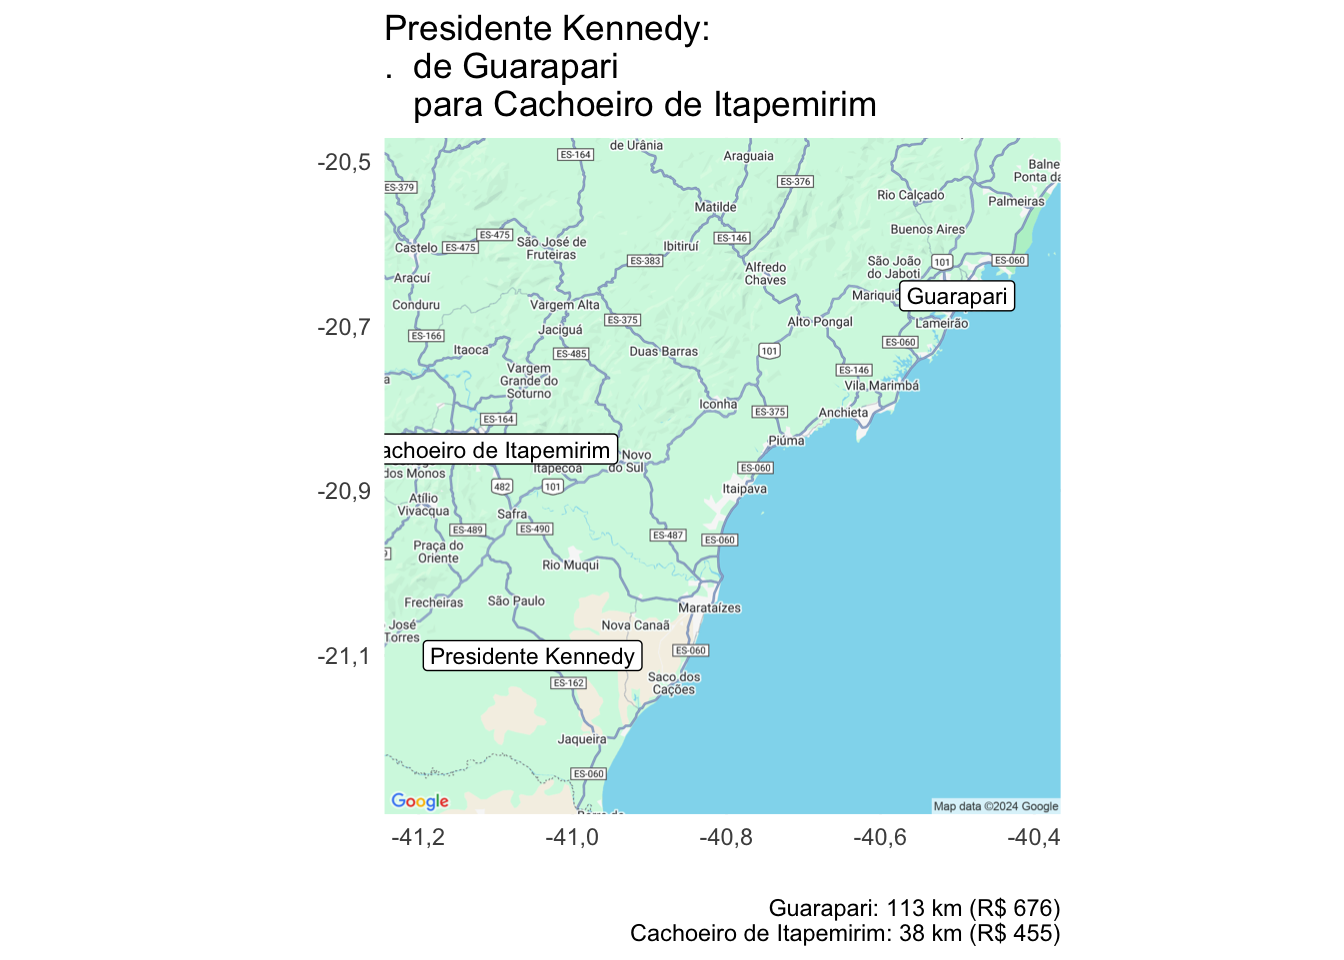 Presidente Kennedy:
.  de Guarapari
para Cachoeiro de Itapemirim
-20,5
-20,7
-20,9
-21,1
de Urânia
ES-164
Araguaia
Balne
Ponta da
ES-379
ES-376
Rio Calçado
Palmeiras
Matilde
Buenos Aires
ES-475
Castelo
ES-475
São José de
Fruteiras
Ibitiruí
ES-146
ES-383
Alfredo
Chaves
São João
do Jaboti
101
ES-060
Aracuí
Conduru
Vargem Alta
Mariqui
Guarapari
ES-375
Jaciguá
Alto Pongal
Lameirão
ES-166
Itaoca
ES-485
Duas Barras
101
ES-060
Vargem
Grande do
Soturno
ES-146
Vila Marimbá
a
Iconha
ES-375
Anchieta
ES-164
Piúma
achoeiro de Itapemirim
Novo
do Sul
dos Monos
Itapecoá
ES-060
482
101
Itaipava
Atílio
Vivacqua
Safra
ES-489
ES-490
ES-487
ES-060
Praça do
Oriente
Rio Muqui
Frecheiras
São Paulo
Marataízes
José
Torres
Nova Canaã
ES-060
Presidente Kennedy
ES-162
Saco dos
Cações
Jaqueira
ES-060
Google
Map data ©2024 Google
-41,2
-41,0
-40,8
-40,6
-40,4
Guarapari: 113 km (R$ 676)
Cachoeiro de Itapemirim: 38 km (R$ 455)